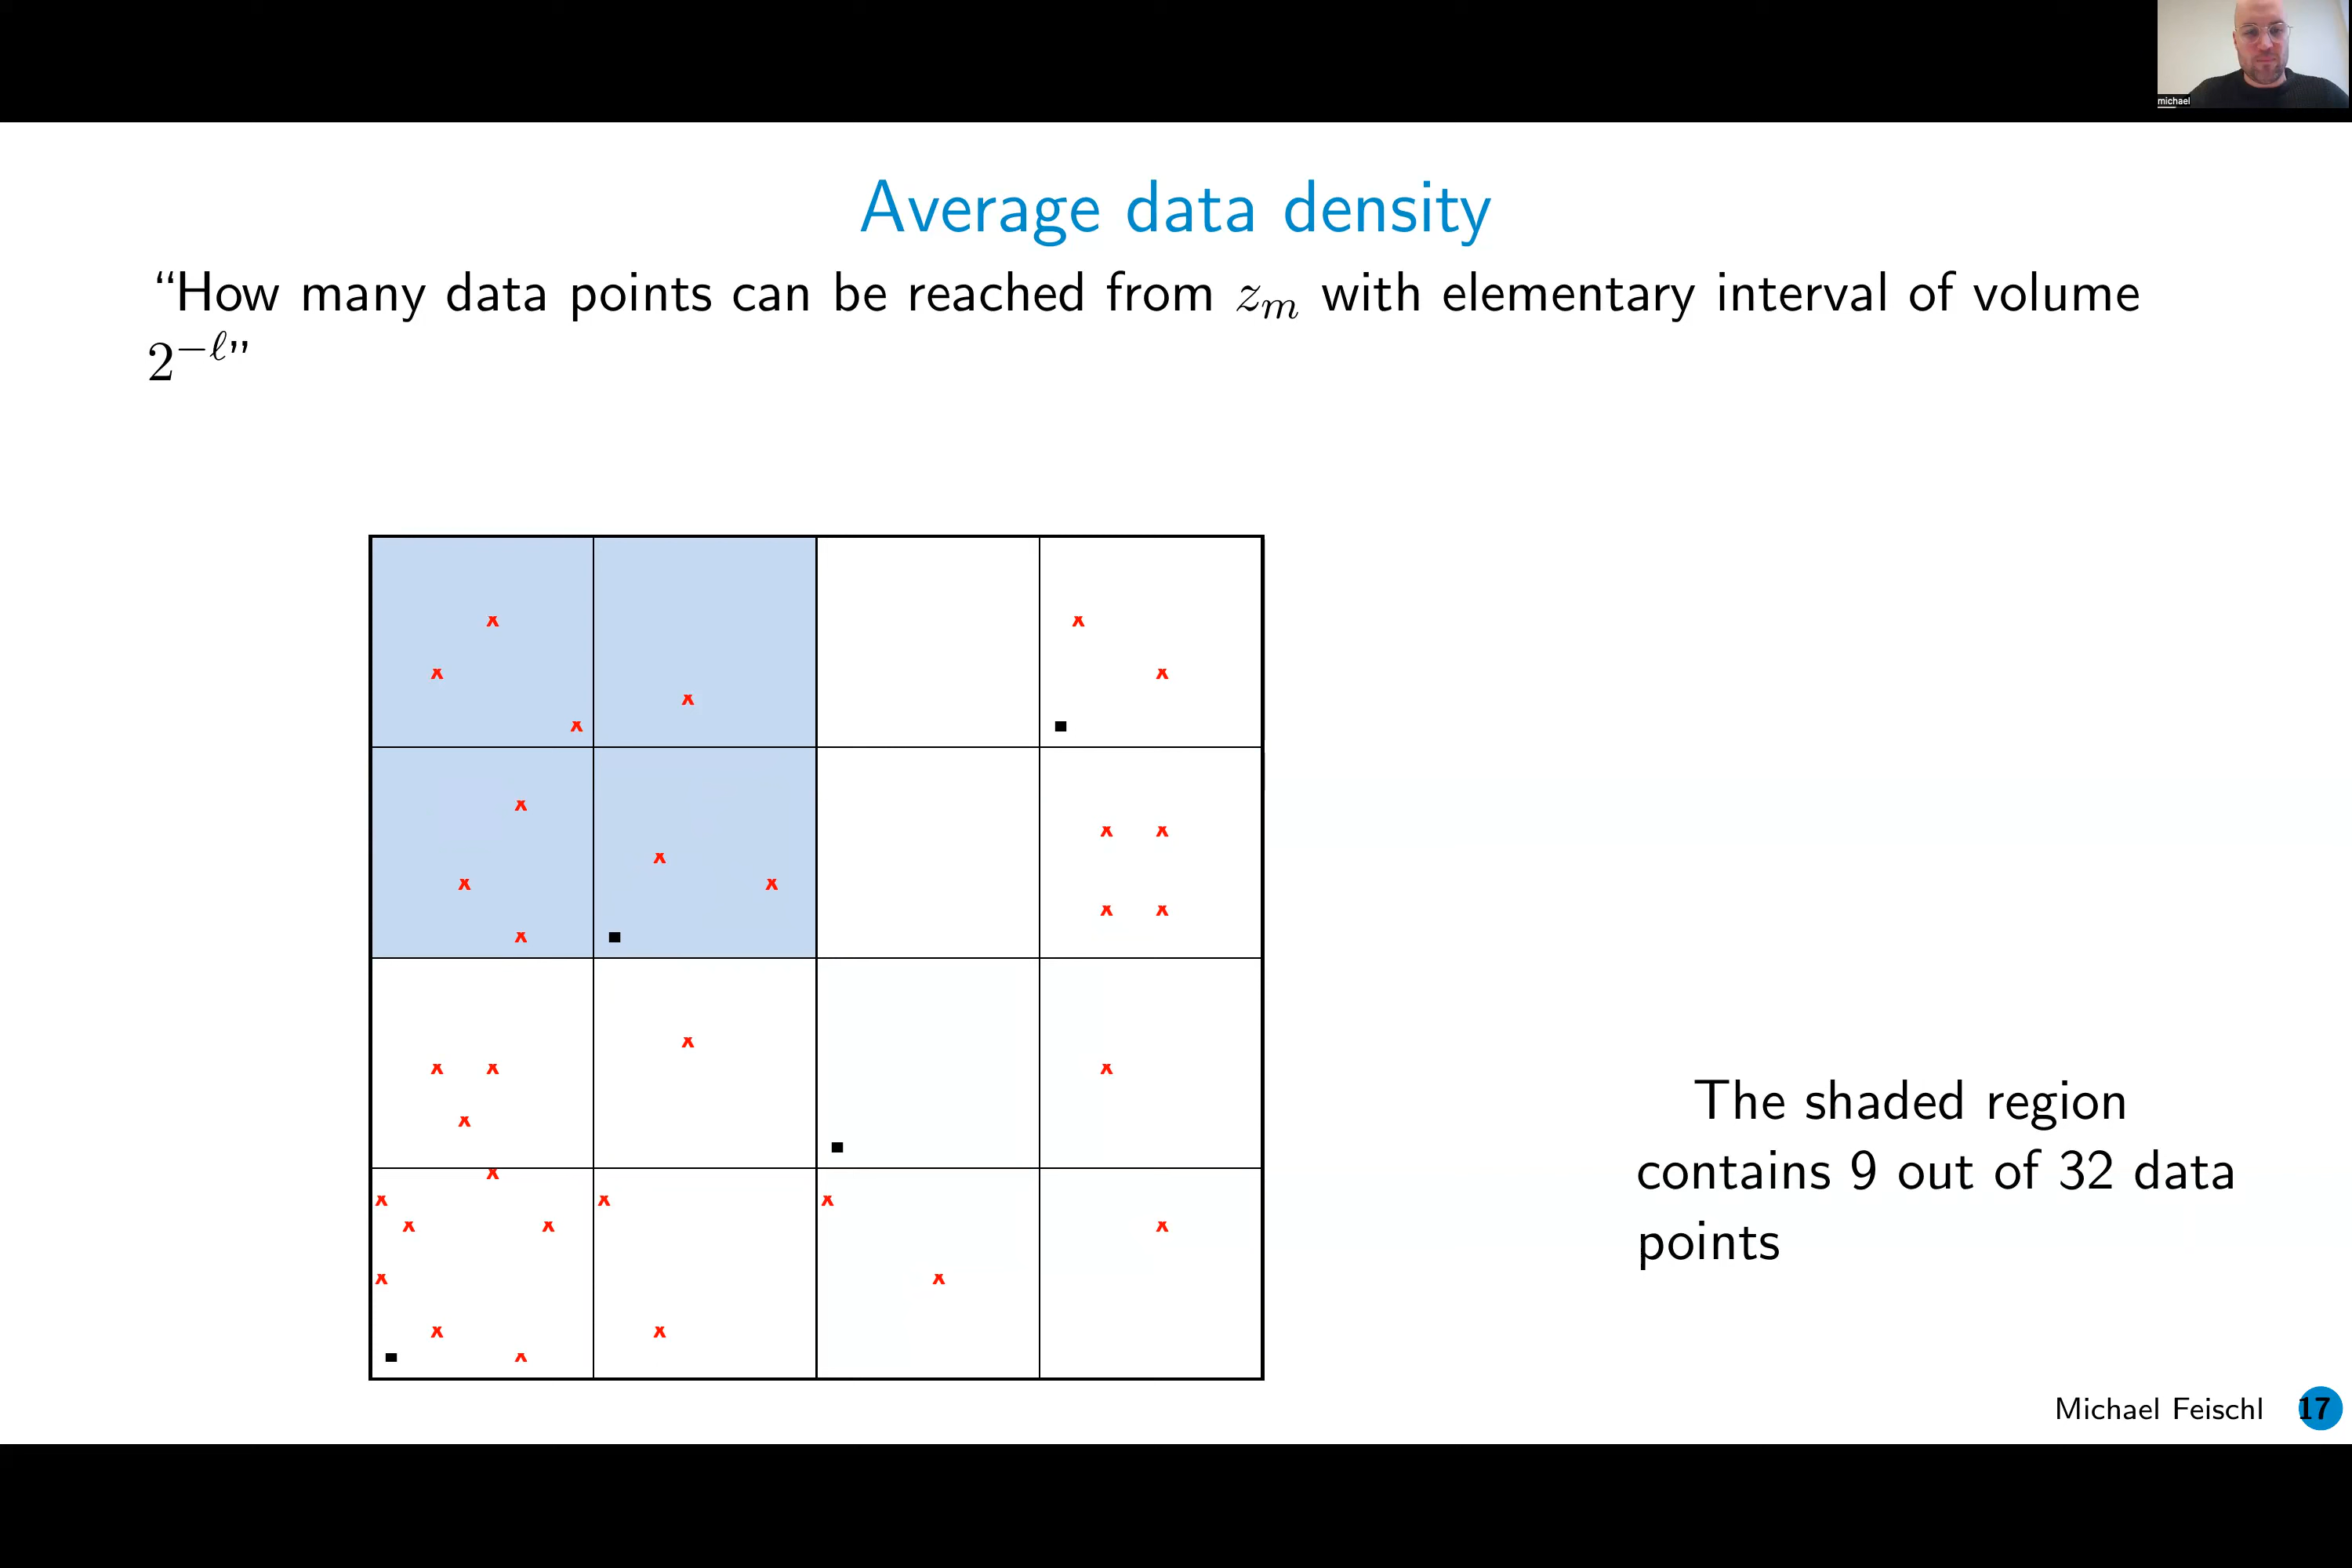 michael
Average data density
“How many data points can be reached from zₘ with elementary interval of volume
2⁻ℓ”
The shaded region
contains 9 out of 32 data
points
Michael Feischl 17